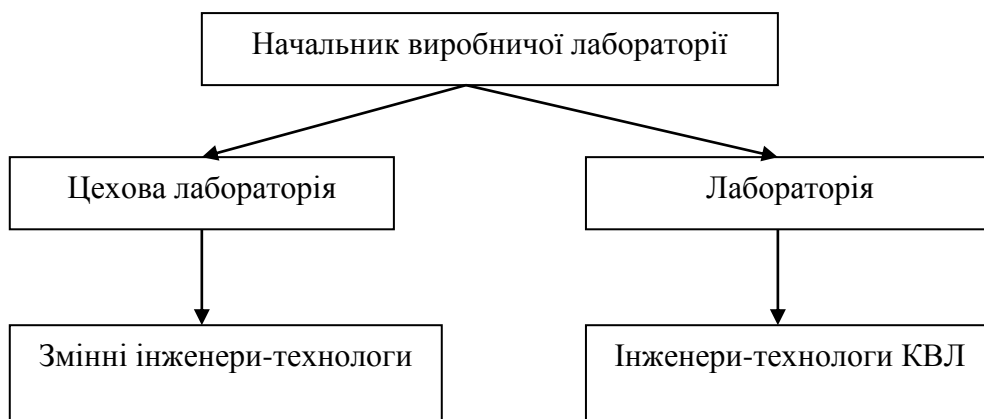 Начальник виробничої лабораторії
Цехова лабораторія
Лабораторія
Змінні інженери-технологи
Інженери-технологи КВЛ